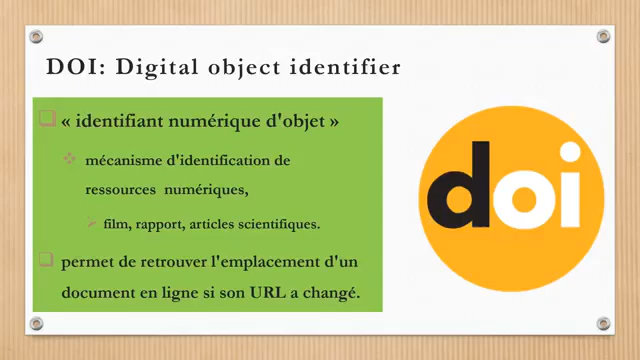 DOI: Digital object identifier
« identifiant numérique d'objet »
mécanisme d'identification de
ressources numériques,
film, rapport, articles scientifiques.
permet de retrouver l'emplacement d'un
document en ligne si son URL a changé.
doi